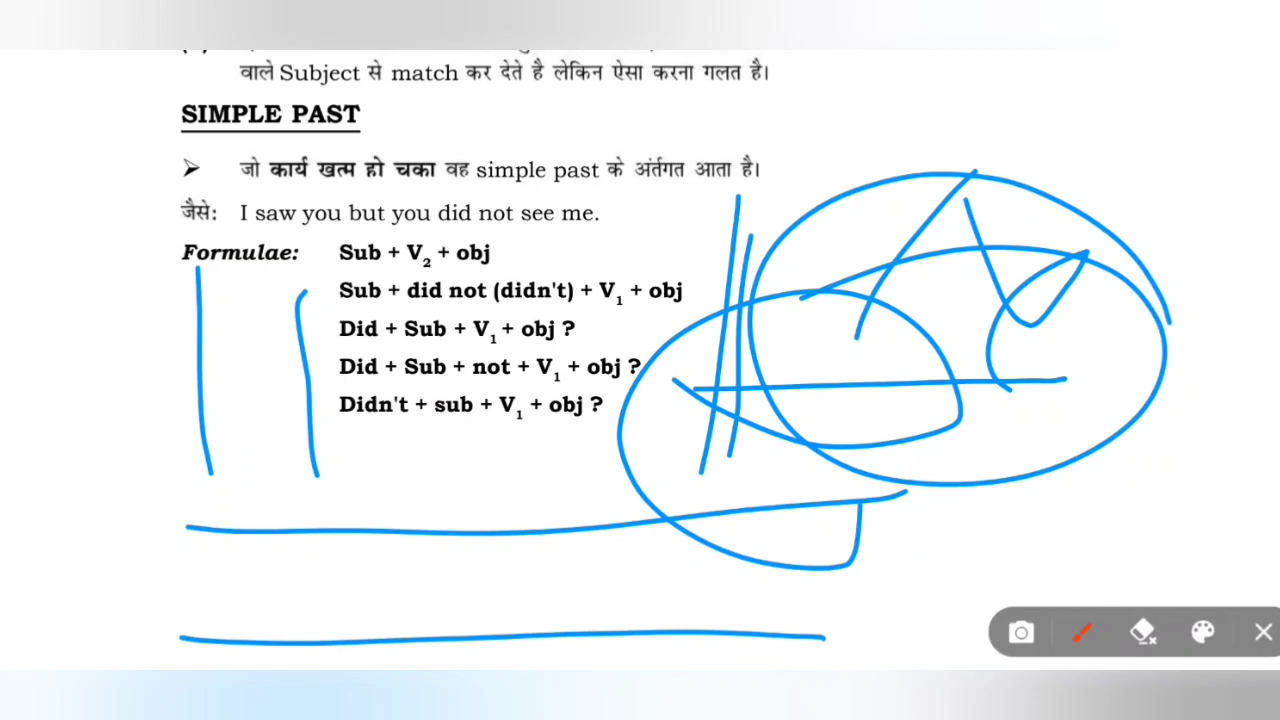 वाले Subject से match कर देते है लेकिन ऐसा करना गलत है।
SIMPLE PAST
➢ जो कार्य खत्म हो चका वह simple past के अंर्तगत आता है।
जैसे: I saw you but you did not see me.
Formulae: Sub + V₂ + obj
Sub + did not (didn't) + V₁ + obj
Did + Sub + V₁ + obj ?
Did + Sub + not + V₁ + obj ?
Didn't + sub + V₁ + obj ?